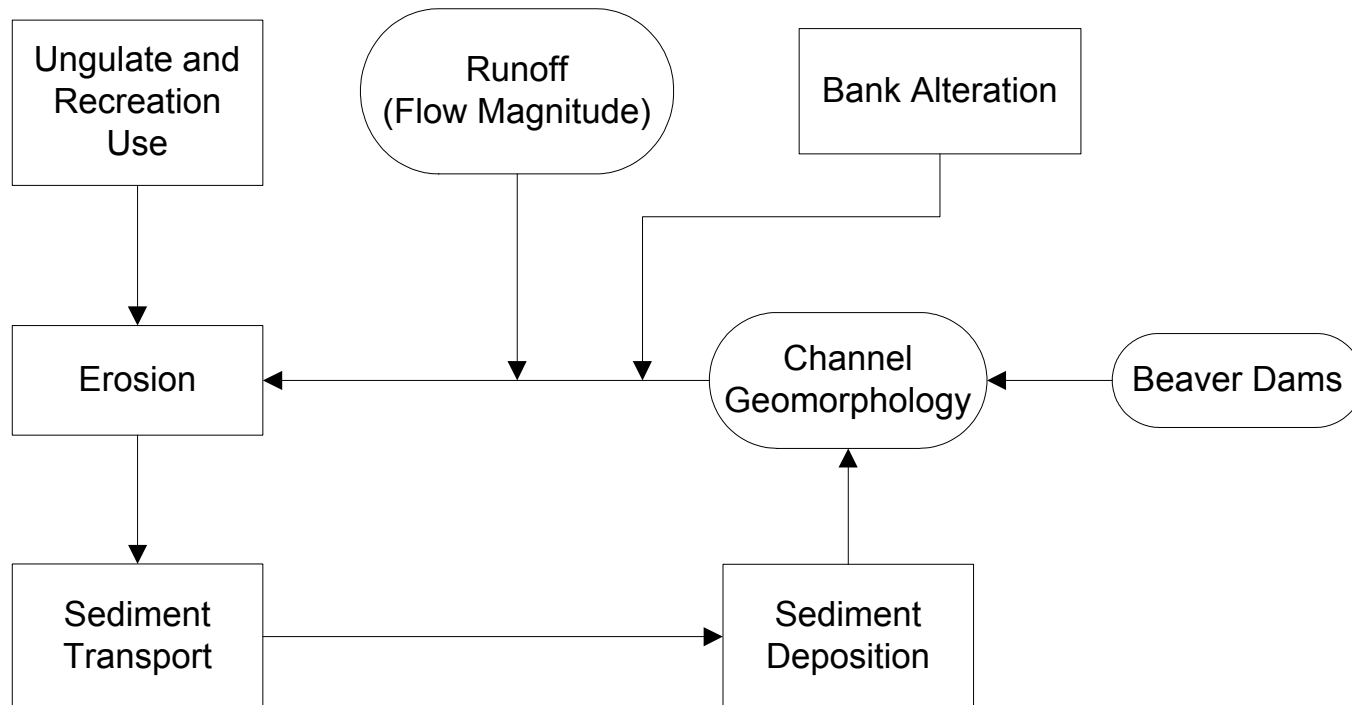 Ungulate and
Recreation
Use
Runoff
(Flow Magnitude)
Bank Alteration
Erosion
Channel
Geomorphology
Beaver Dams
Sediment
Transport
Sediment
Deposition